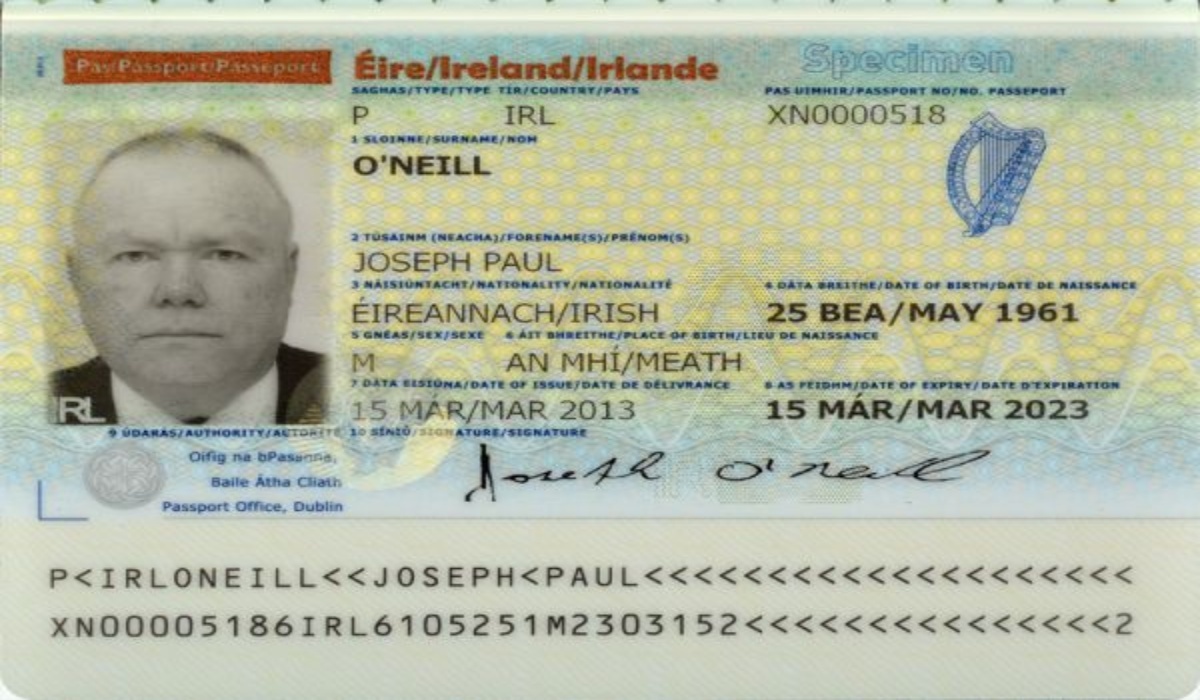 Pas/Passport/Passeport
Éire/Ireland/Irlande
Specimen
SAGHAS/TYPE/TYPE TÍR/COUNTRY/PAYS
PAS UIMHIR/PASSPORT NO/NO. PASSEPORT
P IRL
XN0000518
1 SLOINNE/SURNAME/NOM
O'NEILL
2 TÚSAINM (NEACHA)/FORENAME(S)/PRÉNOM(S)
JOSEPH PAUL
3 NÁISIÚNTACHT/NATIONALITY/NATIONALITÉ
4 DÁTA BREITHE/DATE OF BIRTH/DATE DE NAISSANCE
ÉIREANNACH/IRISH
25 BEA/MAY 1961
5 GNÉAS/SEX/SEXE 6 ÁIT BHREITHE/PLACE OF BIRTH/LIEU DE NAISSANCE
M AN MHÍ/MEATH
7 DÁTA EISIÚNA/DATE OF ISSUE/DATE DE DÉLIVRANCE
8 AS FEIDHM/DATE OF EXPIRY/DATE D'EXPIRATION
15 MÁR/MAR 2013
15 MÁR/MAR 2023
IRL
9 ÚDARÁS/AUTHORITY/AUTORITÉ
10 SÍNIÚ/SIGNATURE/SIGNATURE
Oifig na bPasanna,
Baile Átha Cliath
Passport Office, Dublin
Joseph O'Neill
P<IRLONEILL<<JOSEPH<PAUL<<<<<<<<<<<<<<<<<<<<
XN00005186IRL6105251M2303152<<<<<<<<<<<<<<<2